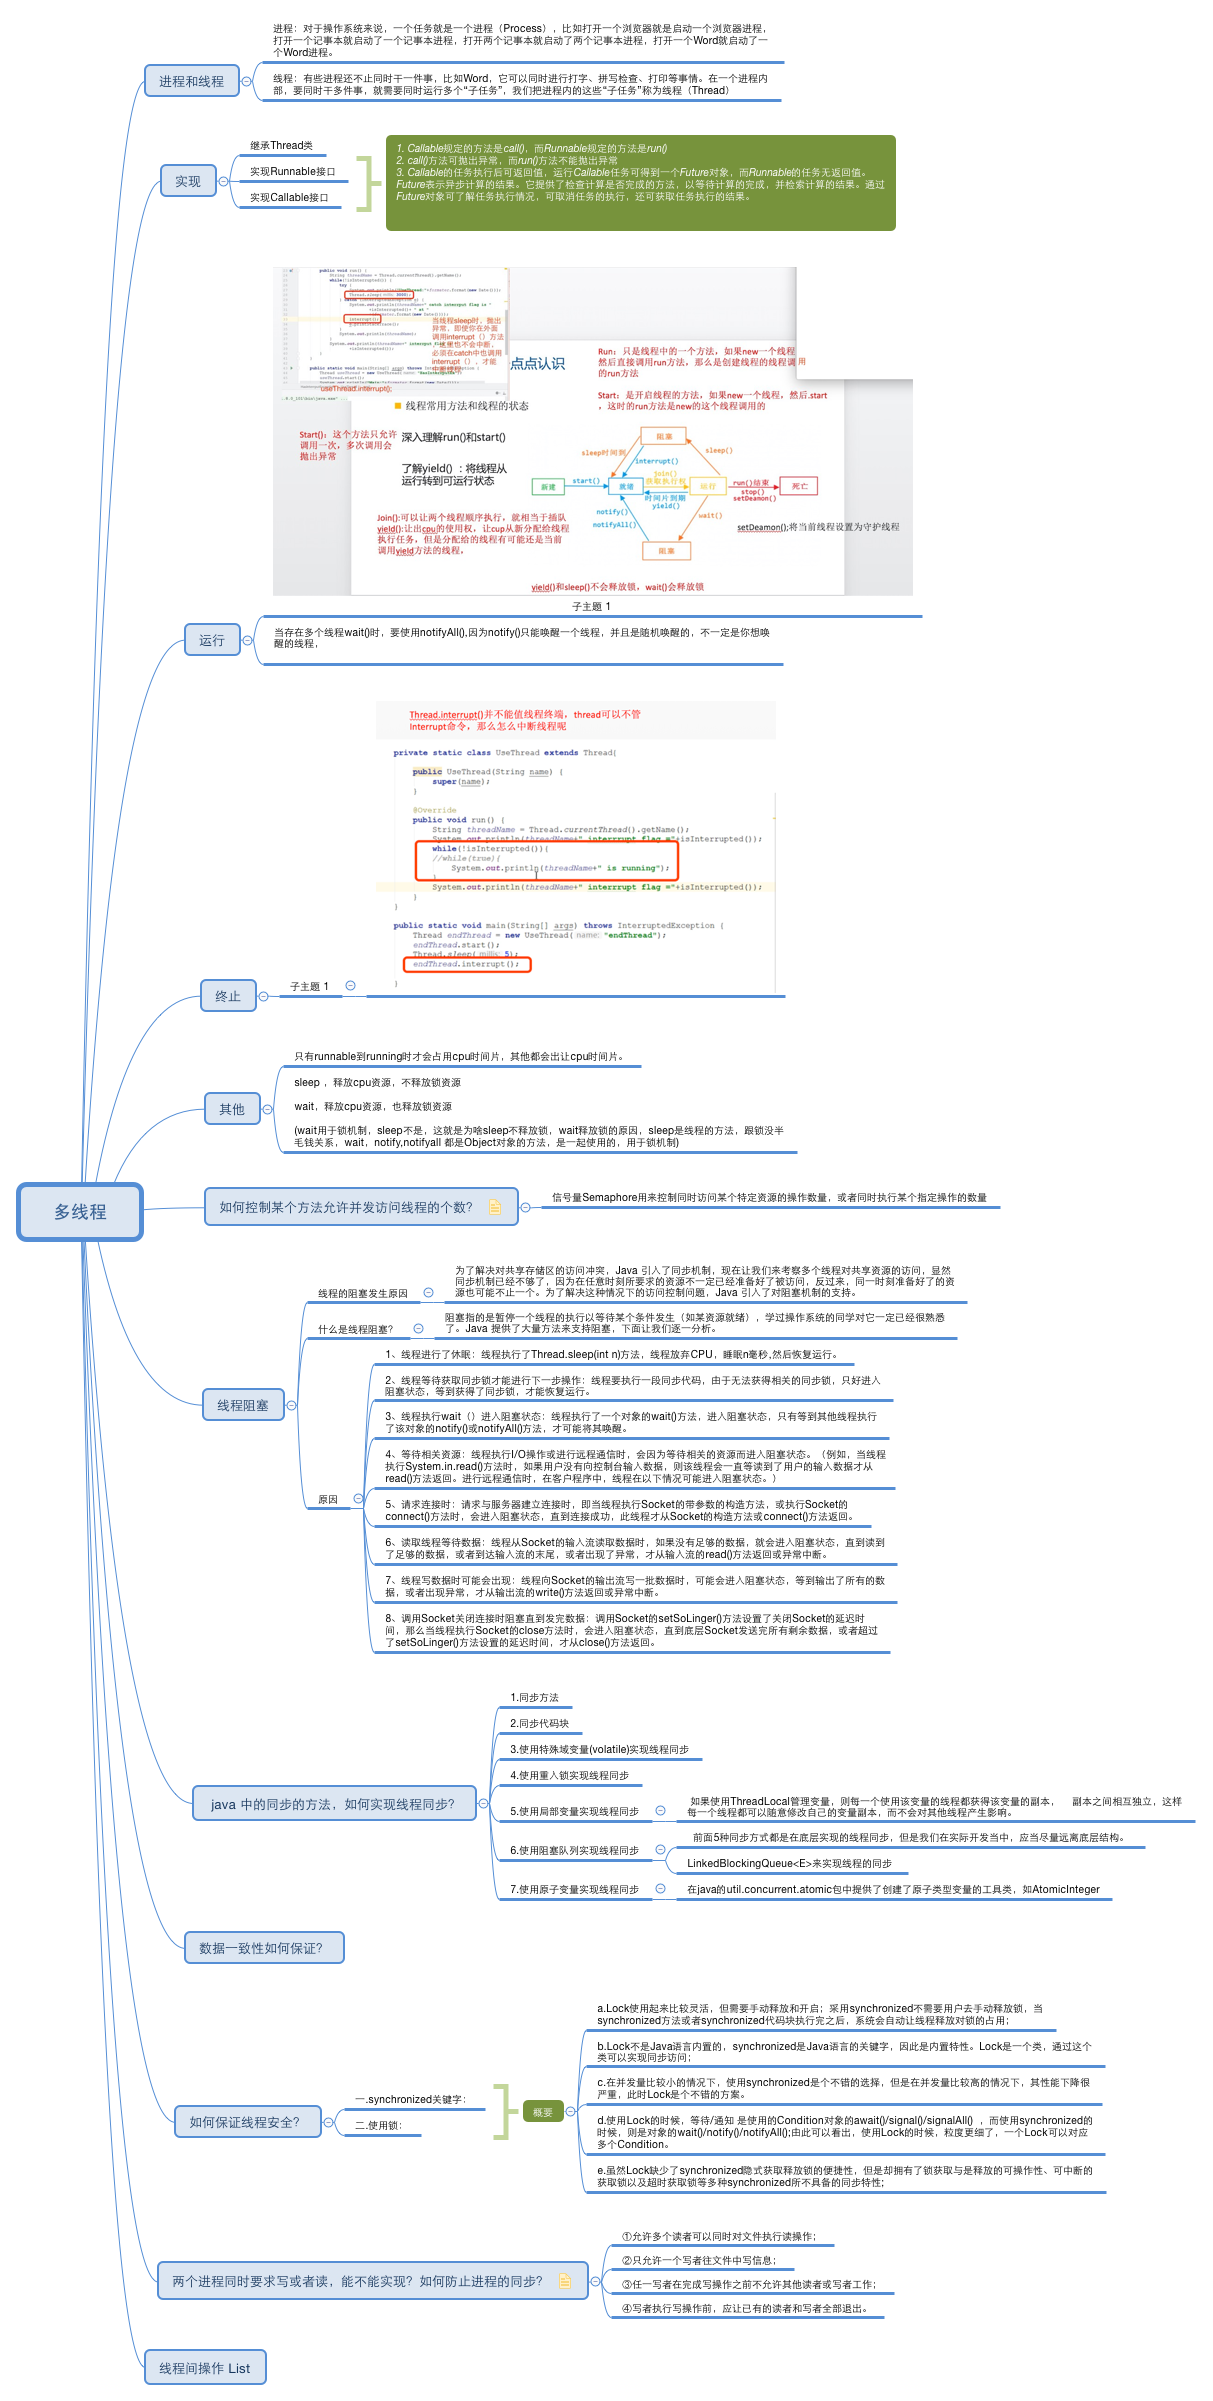 进程：对于操作系统来说，一个任务就是一个进程（Process），比如打开一个浏览器就是启动一个浏览器进程，
打开一个记事本就启动了一个记事本进程，打开两个记事本就启动了两个记事本进程，打开一个Word就启动了一
个Word进程。
进程和线程
线程：有些进程还不止同时干一件事，比如Word，它可以同时进行打字、拼写检查、打印等事情。在一个进程内
部，要同时干多件事，就需要同时运行多个“子任务”，我们把进程内的这些“子任务”称为线程（Thread）
实现
继承Thread类
实现Runnable接口
实现Callable接口
1. Callable规定的方法是call()，而Runnable规定的方法是run()
2. call()方法可抛出异常，而run()方法不能抛出异常
3. Callable的任务执行后可返回值，运行Callable任务可得到一个Future对象，而Runnable的任务无返回值。
Future表示异步计算的结果。它提供了检查计算是否完成的方法，以等待计算的完成，并检索计算的结果。通过
Future对象可了解任务执行情况，可取消任务的执行，还可获取任务执行的结果。
当线程sleep时，抛出
异常，即使你在外面
调用interrupt（）方法
，也不会中断，
必须在catch中也调用
interrupt（），才能
useThread.interrupt();
点点认识
Run：只是线程中的一个方法，如果new一个线程
然后直接调用run方法，那么是创建线程的线程调用
的run方法
Start：是开启线程的方法，如果new一个线程，然后.start
，这时的run方法是new的这个线程调用的
线程常用方法和线程的状态
Start()：这个方法只允许
调用一次，多次调用会
抛出异常
深入理解run()和start()
了解yield() ：将线程从
运行转到可运行状态
阻塞
sleep时间到
sleep()
interrupt()
join()
获取执行权
新建
start()
就绪
运行
run()结束
stop()
setDeamon()
死亡
时间片到期
yield()
notify()
notifyAll()
wait()
阻塞
setDeamon();将当前线程设置为守护线程
Join():可以让两个线程顺序执行，就相当于插队
yield():让出cpu的使用权，让cup从新分配给线程
执行任务，但是分配给的线程有可能还是当前
调用yield方法的线程，
yield()和sleep()不会释放锁，wait()会释放锁
子主题 1
运行
当存在多个线程wait()时，要使用notifyAll(),因为notify()只能唤醒一个线程，并且是随机唤醒的，不一定是你想唤
醒的线程，
Thread.interrupt()并不能值线程终端，thread可以不管
Interrupt命令，那么怎么中断线程呢
private static class UseThread extends Thread{
public UseThread(String name) {
super(name);
}
@Override
public void run() {
String threadName = Thread.currentThread().getName();
System.out.println(threadName+" interrrupt flag ="+isInterrupted());
while(!isInterrupted()){
//while(true){
System.out.println(threadName+" is running");
}
System.out.println(threadName+" interrrupt flag ="+isInterrupted());
}
}
public static void main(String[] args) throws InterruptedException {
Thread endThread = new UseThread( name: "endThread");
endThread.start();
Thread.sleep( millis: 5);
endThread.interrupt();
}
终止
子主题 1
只有runnable到running时才会占用cpu时间片，其他都会出让cpu时间片。
其他
sleep ，释放cpu资源，不释放锁资源
wait，释放cpu资源，也释放锁资源
(wait用于锁机制，sleep不是，这就是为啥sleep不释放锁，wait释放锁的原因，sleep是线程的方法，跟锁没半
毛钱关系，wait，notify,notifyall 都是Object对象的方法，是一起使用的，用于锁机制)
多线程
如何控制某个方法允许并发访问线程的个数？
信号量Semaphore用来控制同时访问某个特定资源的操作数量，或者同时执行某个指定操作的数量
线程阻塞
线程的阻塞发生原因
为了解决对共享存储区的访问冲突，Java 引入了同步机制，现在让我们来考察多个线程对共享资源的访问，显然
同步机制已经不够了，因为在任意时刻所要求的资源不一定已经准备好了被访问，反过来，同一时刻准备好了的资
源也可能不止一个。为了解决这种情况下的访问控制问题，Java 引入了对阻塞机制的支持。
什么是线程阻塞？
阻塞指的是暂停一个线程的执行以等待某个条件发生（如某资源就绪），学过操作系统的同学对它一定已经很熟悉
了。Java 提供了大量方法来支持阻塞，下面让我们逐一分析。
原因
1、线程进行了休眠：线程执行了Thread.sleep(int n)方法，线程放弃CPU，睡眠n毫秒,然后恢复运行。
2、线程等待获取同步锁才能进行下一步操作：线程要执行一段同步代码，由于无法获得相关的同步锁，只好进入
阻塞状态，等到获得了同步锁，才能恢复运行。
3、线程执行wait（）进入阻塞状态：线程执行了一个对象的wait()方法，进入阻塞状态，只有等到其他线程执行
了该对象的notify()或notifyAll()方法，才可能将其唤醒。
4、等待相关资源：线程执行I/O操作或进行远程通信时，会因为等待相关的资源而进入阻塞状态。（例如，当线程
执行System.in.read()方法时，如果用户没有向控制台输入数据，则该线程会一直等读到了用户的输入数据才从
read()方法返回。进行远程通信时，在客户程序中，线程在以下情况可能进入阻塞状态。）
5、请求连接时：请求与服务器建立连接时，即当线程执行Socket的带参数的构造方法，或执行Socket的
connect()方法时，会进入阻塞状态，直到连接成功，此线程才从Socket的构造方法或connect()方法返回。
6、读取线程等待数据：线程从Socket的输入流读取数据时，如果没有足够的数据，就会进入阻塞状态，直到读到
了足够的数据，或者到达输入流的末尾，或者出现了异常，才从输入流的read()方法返回或异常中断。
7、线程写数据时可能会出现：线程向Socket的输出流写一批数据时，可能会进入阻塞状态，等到输出了所有的数
据，或者出现异常，才从输出流的write()方法返回或异常中断。
8、调用Socket关闭连接时阻塞直到发完数据：调用Socket的setSoLinger()方法设置了关闭Socket的延迟时
间，那么当线程执行Socket的close方法时，会进入阻塞状态，直到底层Socket发送完所有剩余数据，或者超过
了setSoLinger()方法设置的延迟时间，才从close()方法返回。
java 中的同步的方法，如何实现线程同步？
1.同步方法
2.同步代码块
3.使用特殊域变量(volatile)实现线程同步
4.使用重入锁实现线程同步
5.使用局部变量实现线程同步
如果使用ThreadLocal管理变量，则每一个使用该变量的线程都获得该变量的副本， 副本之间相互独立，这样
每一个线程都可以随意修改自己的变量副本，而不会对其他线程产生影响。
6.使用阻塞队列实现线程同步
前面5种同步方式都是在底层实现的线程同步，但是我们在实际开发当中，应当尽量远离底层结构。
LinkedBlockingQueue<E>来实现线程的同步
7.使用原子变量实现线程同步
在java的util.concurrent.atomic包中提供了创建了原子类型变量的工具类，如AtomicInteger
数据一致性如何保证？
如何保证线程安全？
一.synchronized关键字：
二.使用锁：
概要
a.Lock使用起来比较灵活，但需要手动释放和开启；采用synchronized不需要用户去手动释放锁，当
synchronized方法或者synchronized代码块执行完之后，系统会自动让线程释放对锁的占用；
b.Lock不是Java语言内置的，synchronized是Java语言的关键字，因此是内置特性。Lock是一个类，通过这个
类可以实现同步访问；
c.在并发量比较小的情况下，使用synchronized是个不错的选择，但是在并发量比较高的情况下，其性能下降很
严重，此时Lock是个不错的方案。
d.使用Lock的时候，等待/通知 是使用的Condition对象的await()/signal()/signalAll() ，而使用synchronized的
时候，则是对象的wait()/notify()/notifyAll();由此可以看出，使用Lock的时候，粒度更细了，一个Lock可以对应
多个Condition。
e.虽然Lock缺少了synchronized隐式获取释放锁的便捷性，但是却拥有了锁获取与是释放的可操作性、可中断的
获取锁以及超时获取锁等多种synchronized所不具备的同步特性;
两个进程同时要求写或者读，能不能实现？如何防止进程的同步？
①允许多个读者可以同时对文件执行读操作；
②只允许一个写者往文件中写信息；
③任一写者在完成写操作之前不允许其他读者或写者工作；
④写者执行写操作前，应让已有的读者和写者全部退出。
线程间操作 List